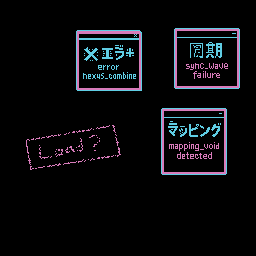 エラー
error
hexus_combine
同期
sync_wave
failure
マッピング
mapping_void
detected
Load?